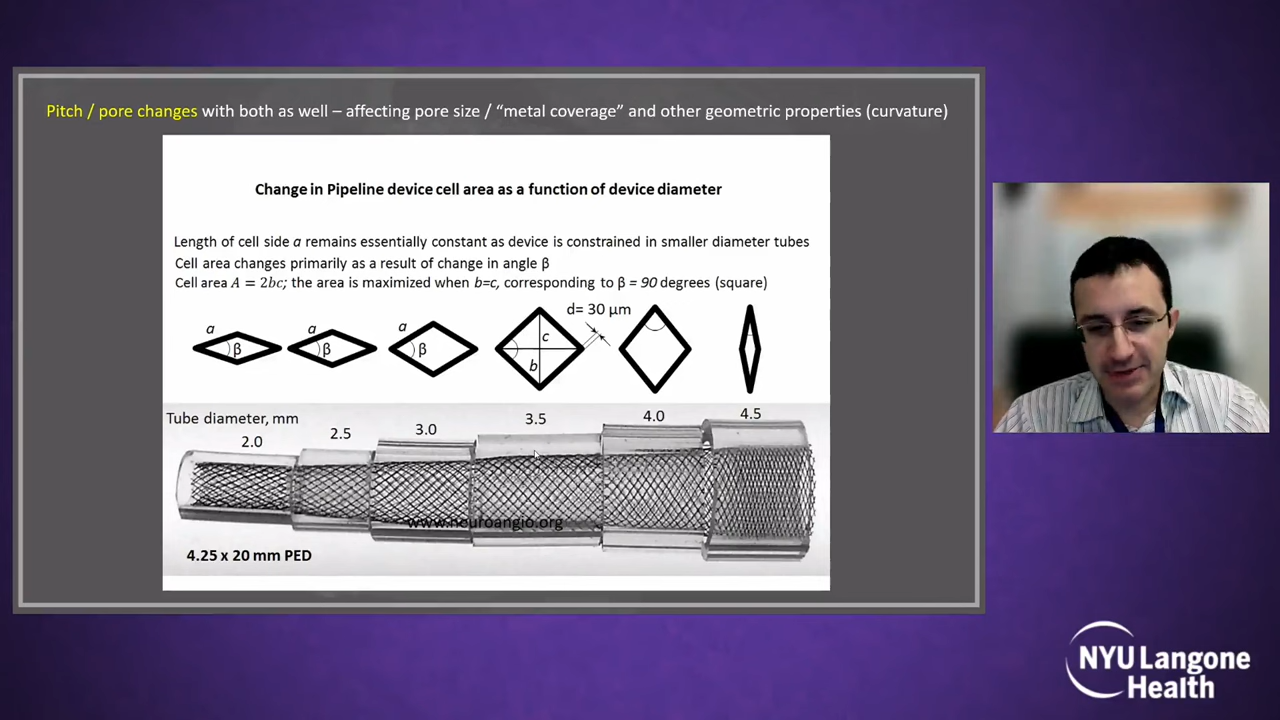 Pitch / pore changes with both as well – affecting pore size / “metal coverage” and other geometric properties (curvature)
Change in Pipeline device cell area as a function of device diameter
Length of cell side a remains essentially constant as device is constrained in smaller diameter tubes
Cell area changes primarily as a result of change in angle β
Cell area A = 2bc; the area is maximized when b=c, corresponding to β = 90 degrees (square)
d= 30 µm
a
a
a
c
β
β
β
b
Tube diameter, mm
2.0
2.5
3.0
3.5
4.0
4.5
www.neuroangio.org
4.25 x 20 mm PED
NYU Langone
Health